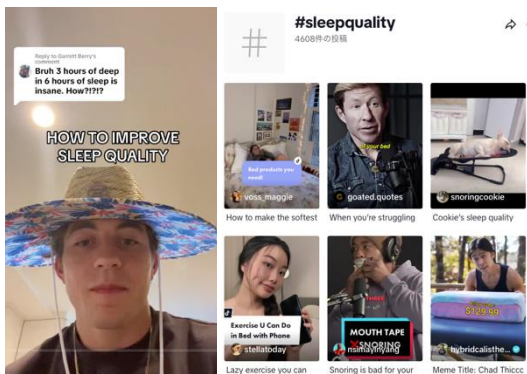 Reply to Garrett Berry's
comment
Bruh 3 hours of deep
in 6 hours of sleep is
insane. How?!?!?
HOW TO IMPROVE
SLEEP QUALITY
#sleepquality
4608件の投稿
Bed products you
need!
voss_maggie
How to make the softest
If your bed
goated.quotes
When you're struggling
snoringcookie
Cookie's sleep quality
Exercise U Can Do
in Bed with Phone
stellatoday
Lazy exercise you can
MOUTH TAPE
SNORING
nsimayinyang
Snoring is bad for your
$129.99
hybridcalisthe...
Meme Title: Chad Thiccc